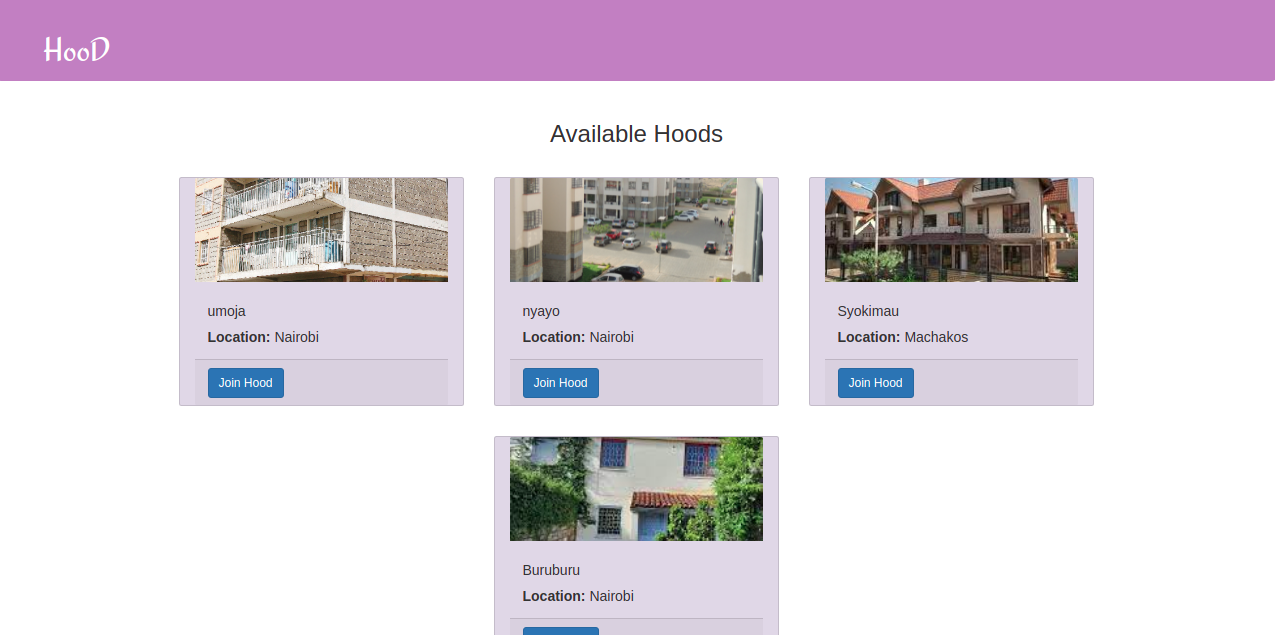 HooD
Available Hoods
umoja
Location: Nairobi
Join Hood
nyayo
Location: Nairobi
Join Hood
Syokimau
Location: Machakos
Join Hood
Buruburu
Location: Nairobi